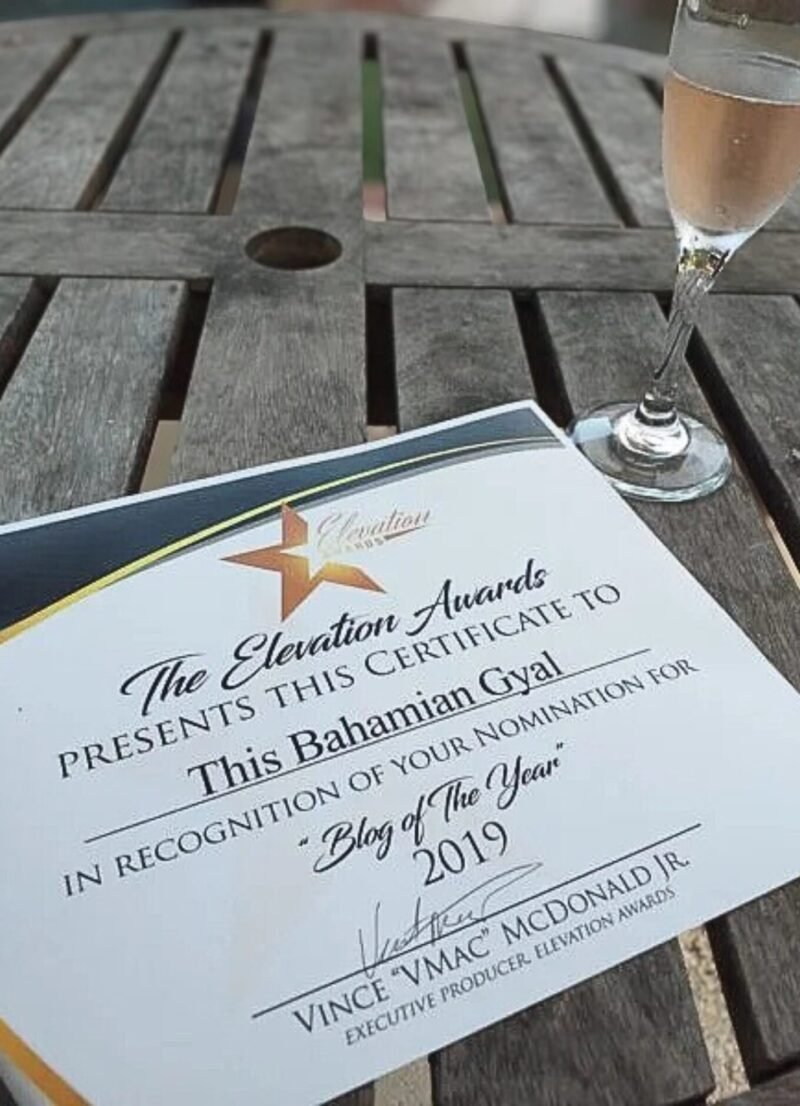 Elevation
AWARDS
The Elevation Awards
PRESENTS THIS CERTIFICATE TO
This Bahamian Gyal
IN RECOGNITION OF YOUR NOMINATION FOR
"Blog of The Year"
2019
VINCE "VMAC" MCDONALD JR.
EXECUTIVE PRODUCER, ELEVATION AWARDS